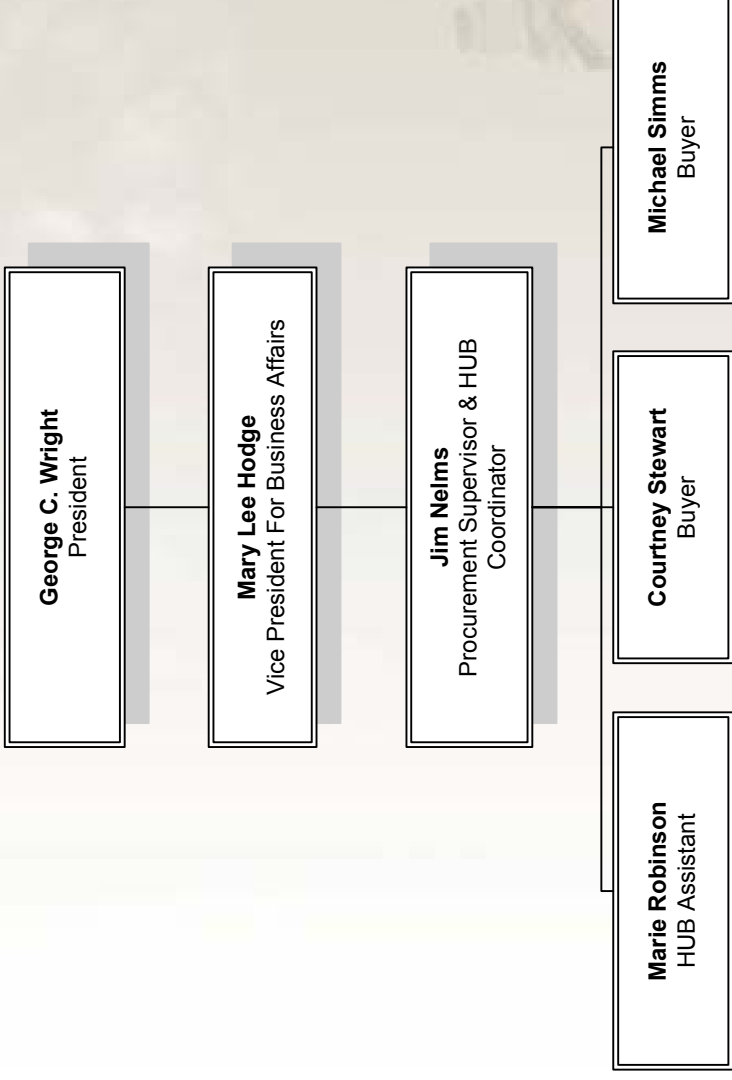 George C. Wright
President
Mary Lee Hodge
Vice President For Business Affairs
Jim Nelms
Procurement Supervisor & HUB
Coordinator
Marie Robinson
HUB Assistant
Courtney Stewart
Buyer
Michael Simms
Buyer